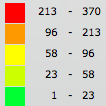 213 - 370
96 - 213
58 - 96
23 - 58
1 - 23